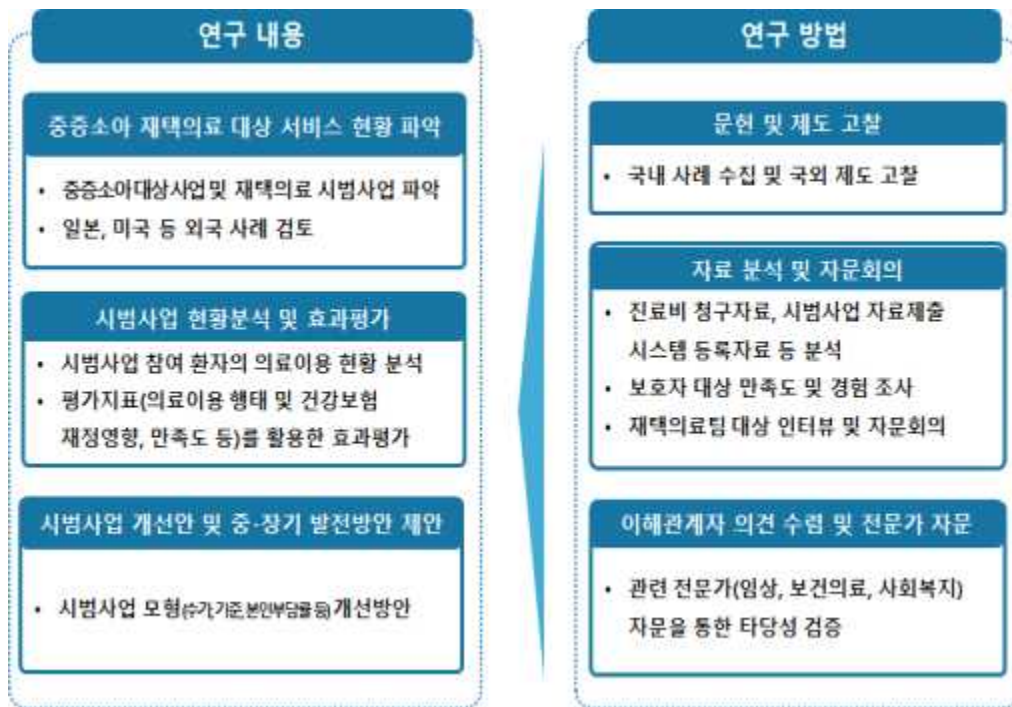 연구 내용
중증소아 재택의료 대상 서비스 현황 파악
• 중증소아대상사업 및 재택의료 시범사업 파악
• 일본, 미국 등 외국 사례 검토
시범사업 현황분석 및 효과평가
• 시범사업 참여 환자의 의료이용 현황 분석
• 평가지표(의료이용 행태 및 건강보험
재정영향, 만족도 등)를 활용한 효과평가
시범사업 개선안 및 중·장기 발전방안 제안
• 시범사업 모형(수가, 기준, 본인부담률 등) 개선방안
연구 방법
문헌 및 제도 고찰
• 국내 사례 수집 및 국외 제도 고찰
자료 분석 및 자문회의
• 진료비 청구자료, 시범사업 자료제출
시스템 등록자료 등 분석
• 보호자 대상 만족도 및 경험 조사
• 재택의료팀 대상 인터뷰 및 자문회의
이해관계자 의견 수렴 및 전문가 자문
• 관련 전문가(임상, 보건의료, 사회복지)
자문을 통한 타당성 검증